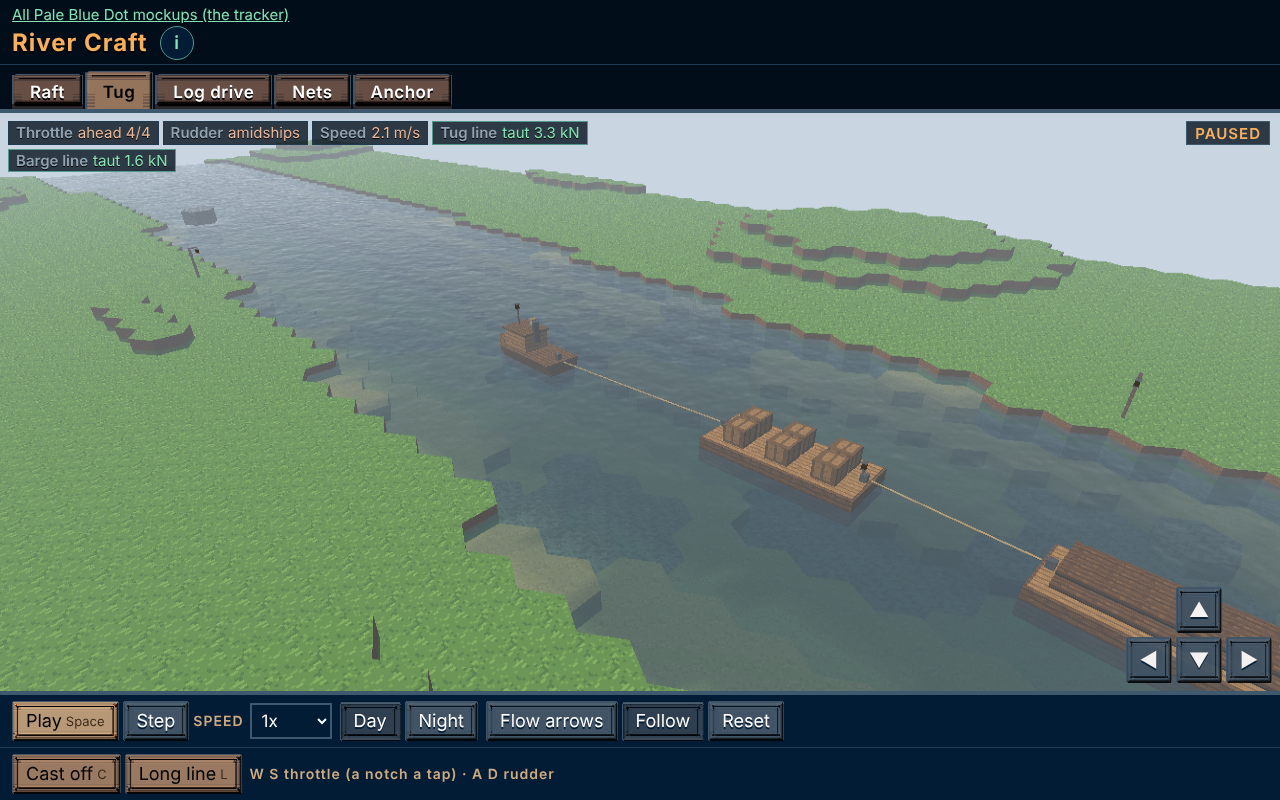 All Pale Blue Dot mockups (the tracker)
River Craft i
Raft Tug Log drive Nets Anchor
Throttle ahead 4/4 Rudder amidships Speed 2.1 m/s Tug line taut 3.3 kN PAUSED
Barge line taut 1.6 kN
Play Space Step SPEED 1x Day Night Flow arrows Follow Reset
Cast off C Long line L W S throttle (a notch a tap) · A D rudder